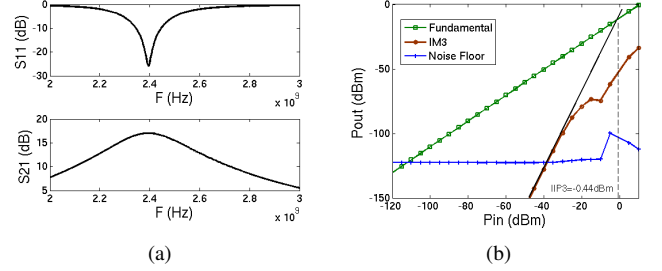 S11 (dB)
0
-10
-20
-30
2 2.2 2.4 2.6 2.8 3
F (Hz)
x 10⁹
S21 (dB)
20
15
10
5
2 2.2 2.4 2.6 2.8 3
F (Hz)
x 10⁹
(a)
Pout (dBm)
0
-50
-100
-150
Fundamental
IM3
Noise Floor
IIP3=-0.44dBm
-120 -100 -80 -60 -40 -20 0
Pin (dBm)
(b)